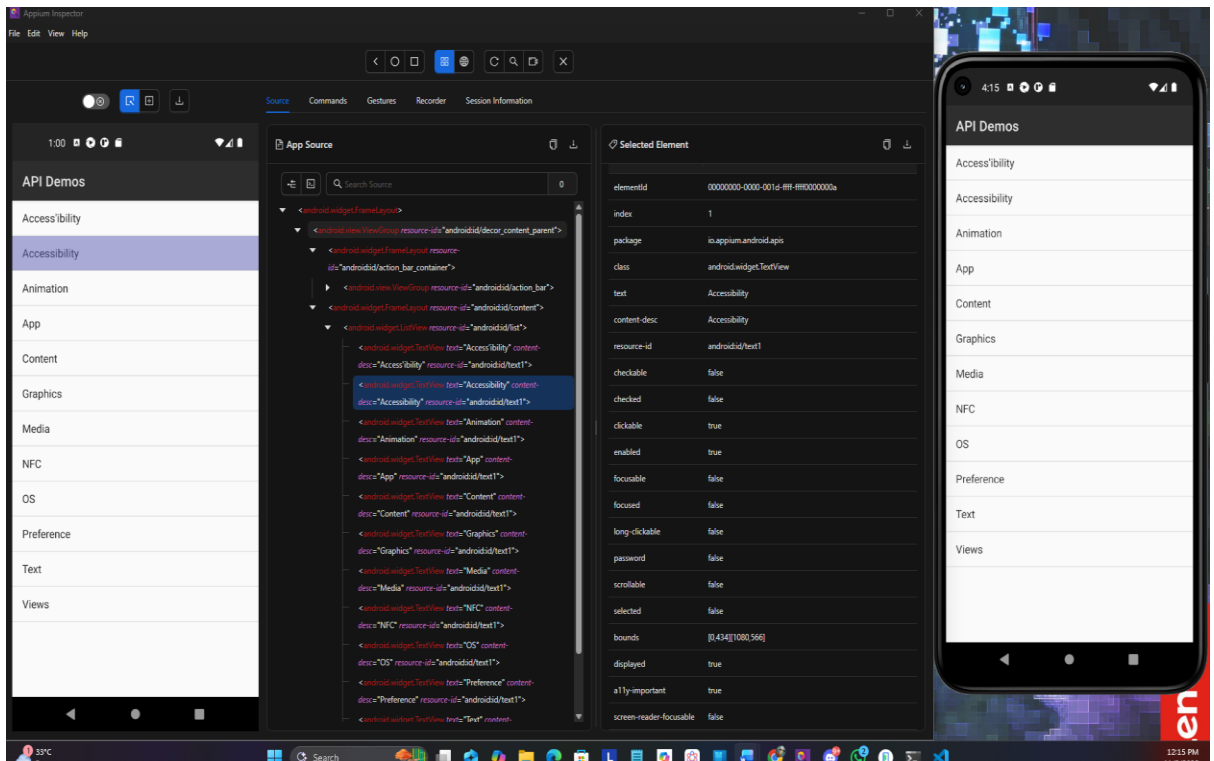 Appium Inspector
File Edit View Help
Source Commands Gestures Recorder Session Information
1:00
API Demos
Access'ibility
Accessibility
Animation
App
Content
Graphics
Media
NFC
OS
Preference
Text
Views
App Source
Search Source 0
<android.widget.FrameLayout>
<android.view.ViewGroup resource-id="android:id/decor_content_parent">
<android.widget.FrameLayout resource-
id="android:id/action_bar_container">
<android.view.ViewGroup resource-id="android:id/action_bar">
<android.widget.FrameLayout resource-id="android:id/content">
<android.widget.ListView resource-id="android:id/list">
<android.widget.TextView text="Access'ibility" content-
desc="Access'ibility" resource-id="android:id/text1">
<android.widget.TextView text="Accessibility" content-
desc="Accessibility" resource-id="android:id/text1">
<android.widget.TextView text="Animation" content-
desc="Animation" resource-id="android:id/text1">
<android.widget.TextView text="App" content-
desc="App" resource-id="android:id/text1">
<android.widget.TextView text="Content" content-
desc="Content" resource-id="android:id/text1">
<android.widget.TextView text="Graphics" content-
desc="Graphics" resource-id="android:id/text1">
<android.widget.TextView text="Media" content-
desc="Media" resource-id="android:id/text1">
<android.widget.TextView text="NFC" content-
desc="NFC" resource-id="android:id/text1">
<android.widget.TextView text="OS" content-
desc="OS" resource-id="android:id/text1">
<android.widget.TextView text="Preference" content-
desc="Preference" resource-id="android:id/text1">
<android.widget.TextView text="Text" content-
Selected Element
elementId 00000000-0000-001d-ffff-ffff0000000a
index 1
package io.appium.android.apis
class android.widget.TextView
text Accessibility
content-desc Accessibility
resource-id android:id/text1
checkable false
checked false
clickable true
enabled true
focusable false
focused false
long-clickable false
password false
scrollable false
selected false
bounds [0,434][1080,566]
displayed true
a11y-important true
screen-reader-focusable false
4:15
API Demos
Access'ibility
Accessibility
Animation
App
Content
Graphics
Media
NFC
OS
Preference
Text
Views
en
33°C
Search
12:15 PM